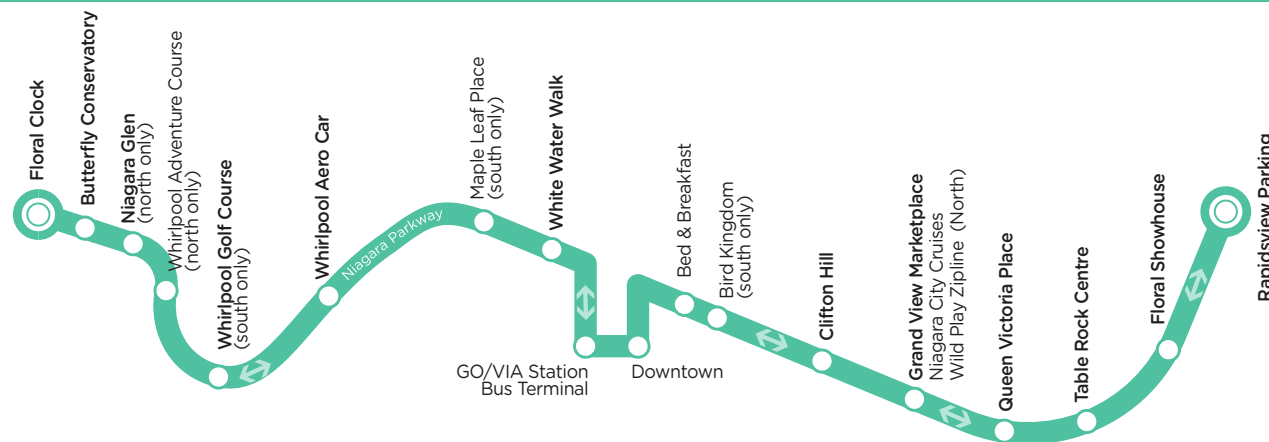 Floral Clock
Butterfly Conservatory
Niagara Glen
(north only)
Whirlpool Adventure Course
(north only)
Whirlpool Golf Course
(south only)
Whirlpool Aero Car
Niagara Parkway
Maple Leaf Place
(south only)
White Water Walk
GO/VIA Station
Bus Terminal
Downtown
Bed & Breakfast
Bird Kingdom
(south only)
Clifton Hill
Grand View Marketplace
Niagara City Cruises
Wild Play Zipline (North)
Queen Victoria Place
Table Rock Centre
Floral Showhouse
Rapidsview Parking